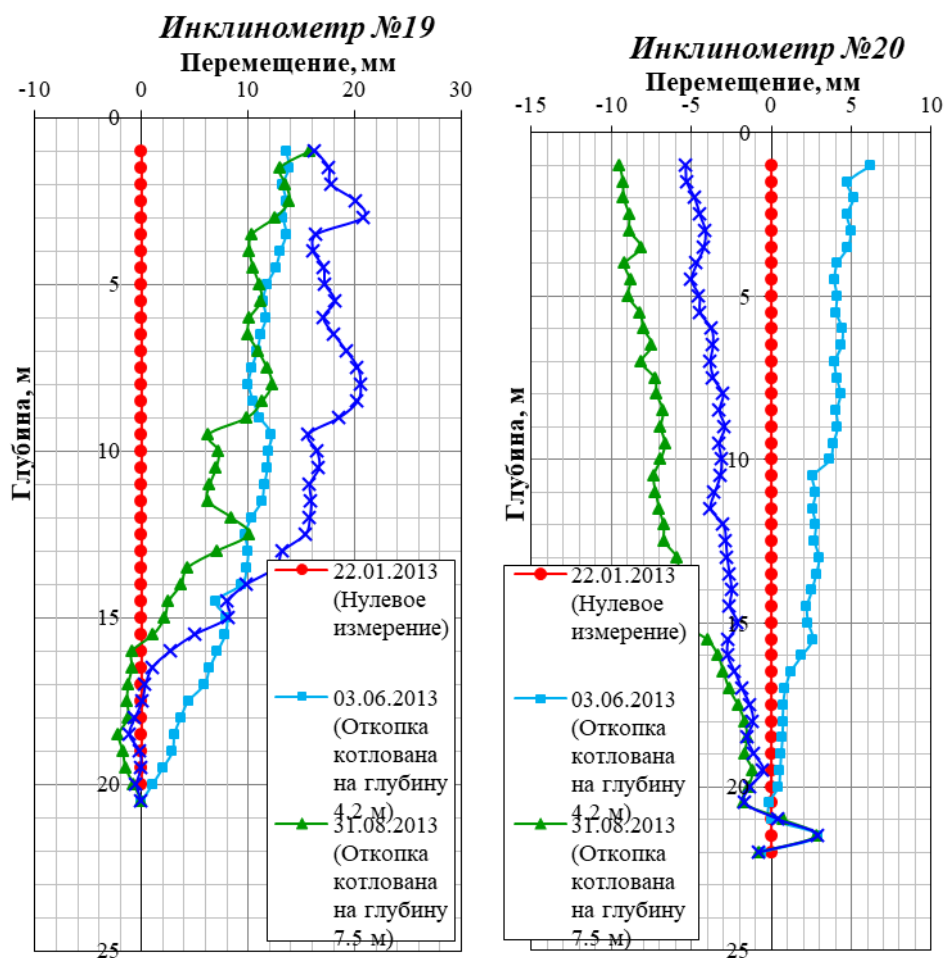 Инклинометр №19
Перемещение, мм
-10 0 10 20 30
0
5
10
15
20
25
Глубина, м
22.01.2013
(Нулевое
измерение)
03.06.2013
(Откопка
котлована
на глубину
4.2 м)
31.08.2013
(Откопка
котлована
на глубину
7.5 м)
Инклинометр №20
Перемещение, мм
-15 -10 -5 0 5 10
0
5
10
15
20
25
Глубина, м
22.01.2013
(Нулевое
измерение)
03.06.2013
(Откопка
котлована
на глубину
4.2 м)
31.08.2013
(Откопка
котлована
на глубину
7.5 м)